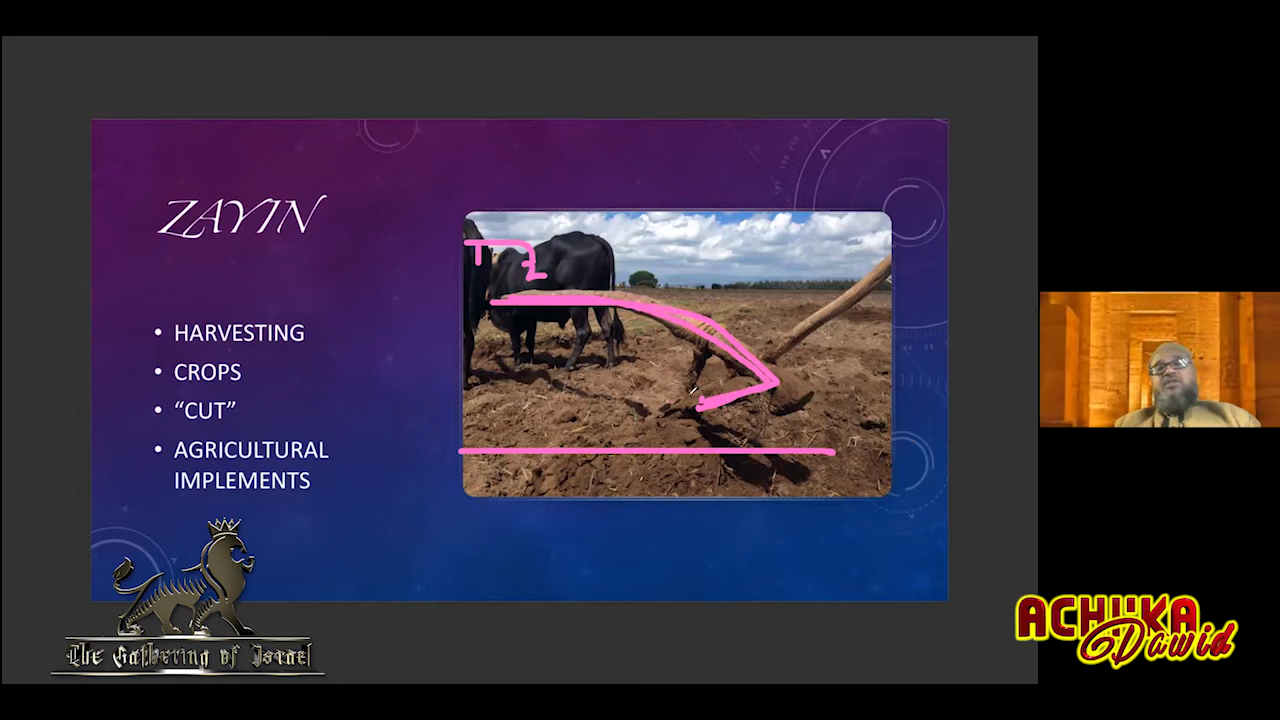 ZAYIN
• HARVESTING
• CROPS
• “CUT”
• AGRICULTURAL
IMPLEMENTS
The Gathering of Israel
ACHUKA
Dawid